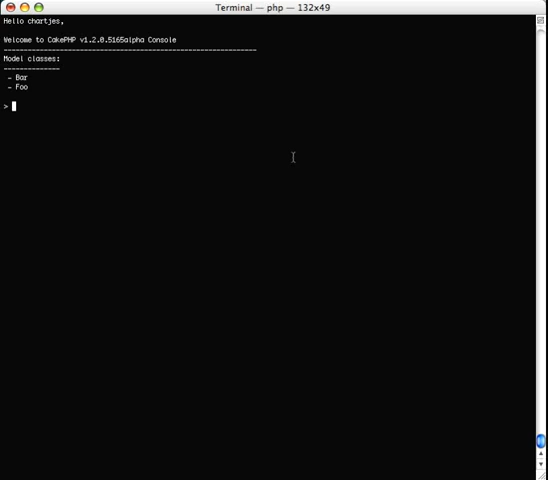 Terminal — php — 132x49
Hello chartjes,
Welcome to CakePHP v1.2.0.5165alpha Console
---------------------------------------------------------------
Model classes:
--------------
- Bar
- Foo
>